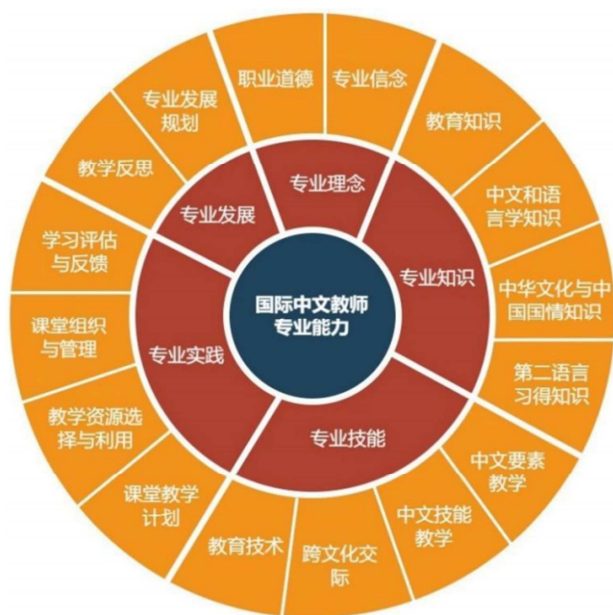 国际中文教师
专业能力
专业理念
专业知识
专业技能
专业实践
专业发展
职业道德
专业信念
教育知识
中文和语
言学知识
中华文化与中
国国情知识
第二语言
习得知识
中文要素
教学
中文技能
教学
跨文化交
际
教育技术
课堂教学
计划
教学资源选
择与利用
课堂组织
与管理
学习评估
与反馈
教学反思
专业发展
规划